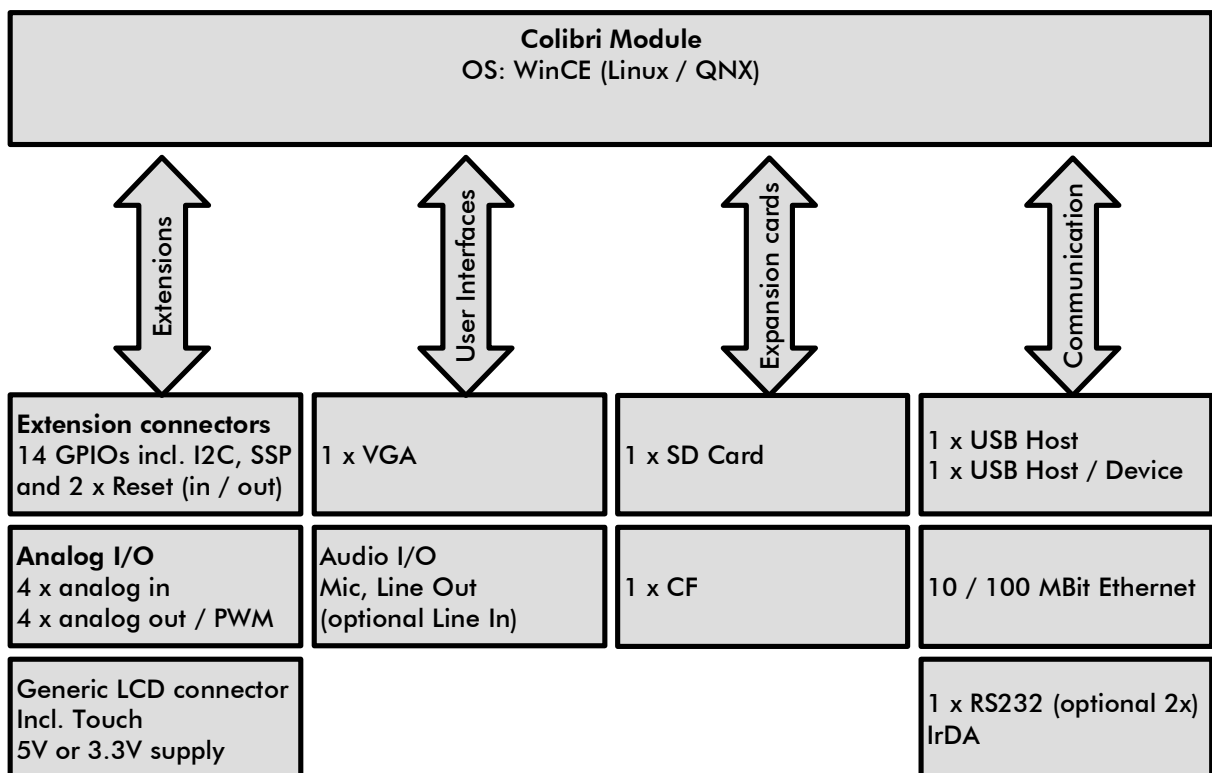 Colibri Module
OS: WinCE (Linux / QNX)
Extensions
User Interfaces
Expansion cards
Communication
Extension connectors
14 GPIOs incl. I2C, SSP
and 2 x Reset (in / out)
1 x VGA
1 x SD Card
1 x USB Host
1 x USB Host / Device
Analog I/O
4 x analog in
4 x analog out / PWM
Audio I/O
Mic, Line Out
(optional Line In)
1 x CF
10 / 100 MBit Ethernet
Generic LCD connector
Incl. Touch
5V or 3.3V supply
1 x RS232 (optional 2x)
IrDA